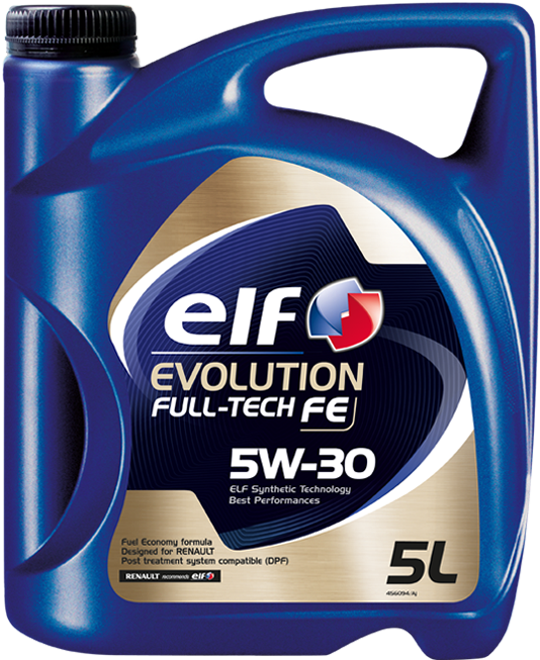 elf
EVOLUTION
FULL-TECH FE
5W-30
ELF Synthetic Technology
Best Performances
Fuel Economy formula
Designed for RENAULT
Post treatment system compatible (DPF)
RENAULT recommends elf
5L